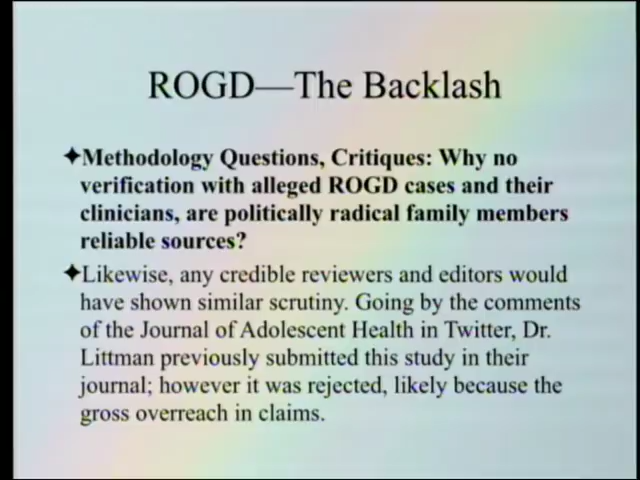 ROGD—The Backlash
✦Methodology Questions, Critiques: Why no
verification with alleged ROGD cases and their
clinicians, are politically radical family members
reliable sources?
✦Likewise, any credible reviewers and editors would
have shown similar scrutiny. Going by the comments
of the Journal of Adolescent Health in Twitter, Dr.
Littman previously submitted this study in their
journal; however it was rejected, likely because the
gross overreach in claims.